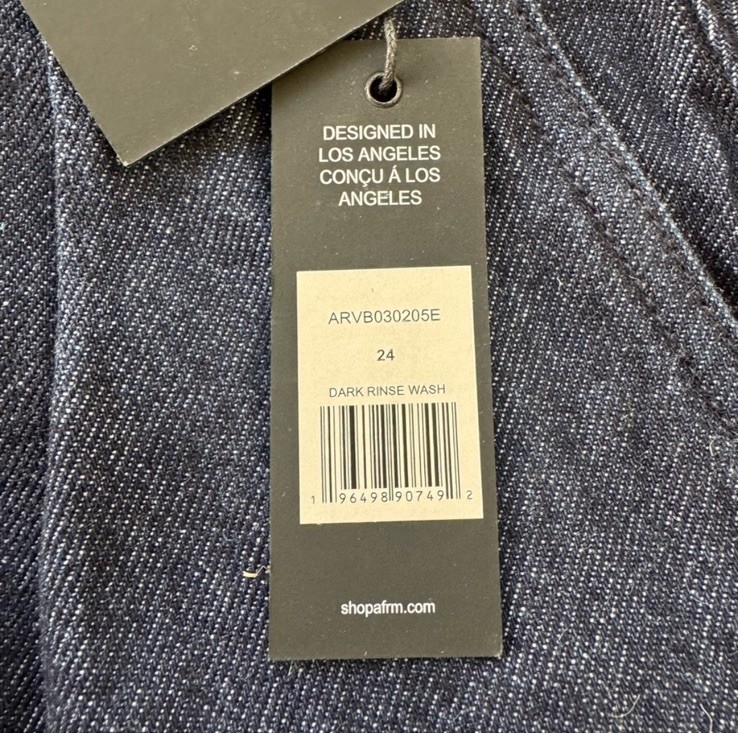 DESIGNED IN
LOS ANGELES
CONÇU Á LOS
ANGELES
ARVB030205E
24
DARK RINSE WASH
1 96498 90749 2
shopafrm.com